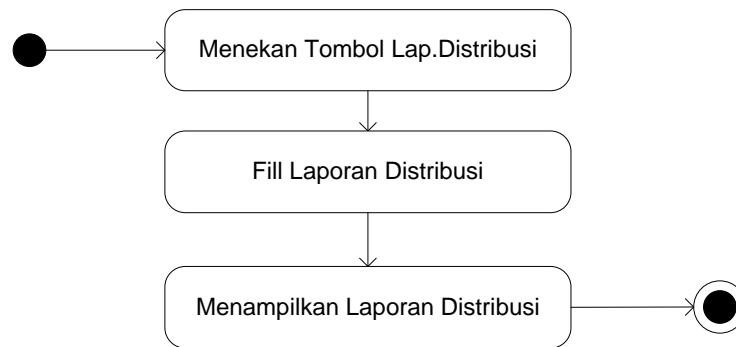 Menekan Tombol Lap.Distribusi
Fill Laporan Distribusi
Menampilkan Laporan Distribusi